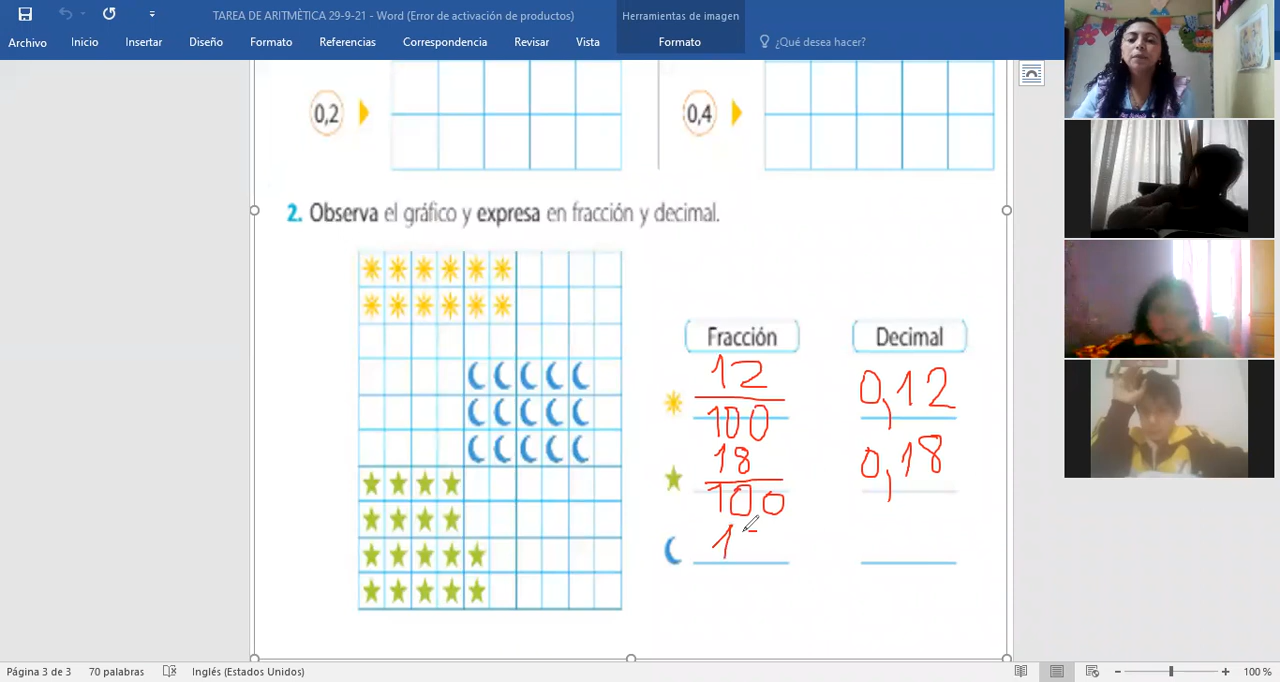 TAREA DE ARITMÈTICA 29-9-21 - Word (Error de activación de productos)
Herramientas de imagen
Archivo Inicio Insertar Diseño Formato Referencias Correspondencia Revisar Vista Formato ¿Qué desea hacer?
0,2 0,4
2. Observa el gráfico y expresa en fracción y decimal.
Fracción Decimal
12
100
0,12
18
100
0,18
1
Página 3 de 3 70 palabras Inglés (Estados Unidos) 100 %